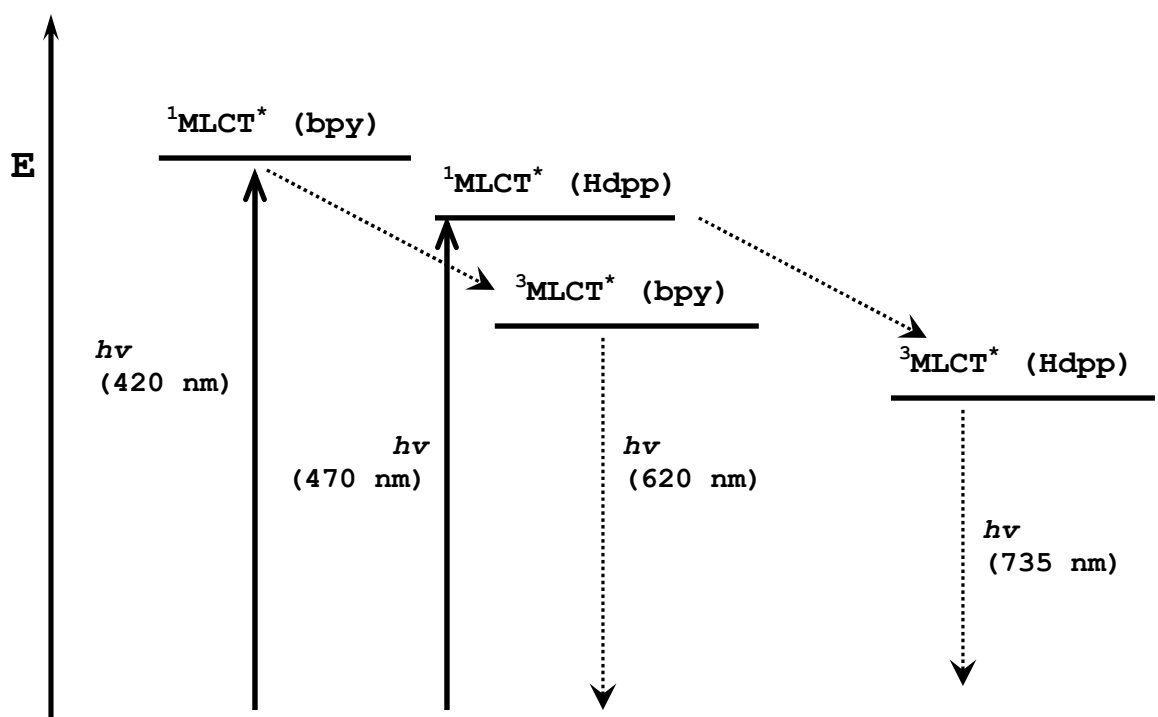 ¹MLCT* (bpy)
E
¹MLCT* (Hdpp)
³MLCT* (bpy)
³MLCT* (Hdpp)
hv
(420 nm)
hv
(470 nm)
hv
(620 nm)
hv
(735 nm)